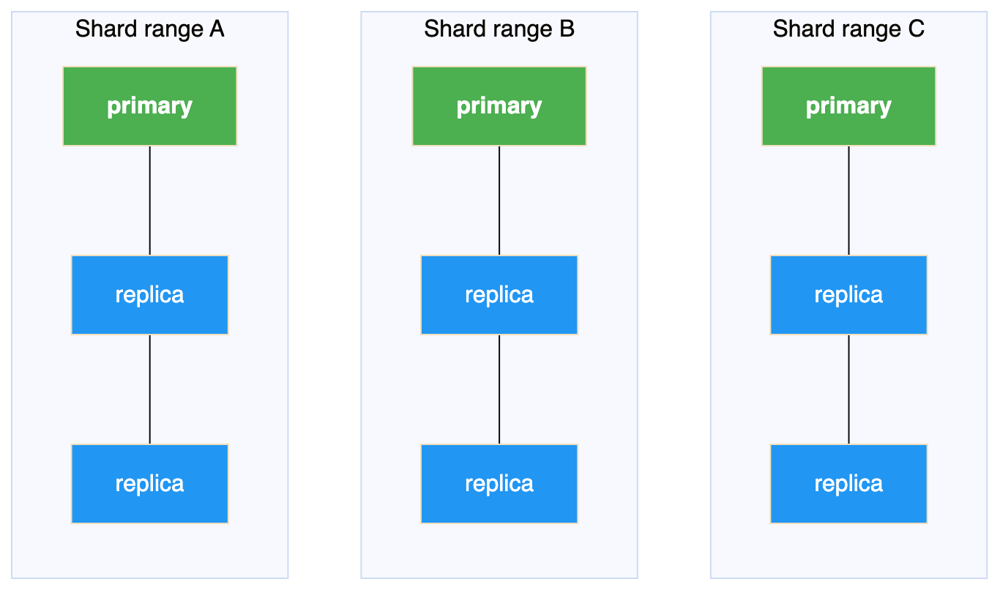 Shard range A
primary
replica
replica
Shard range B
primary
replica
replica
Shard range C
primary
replica
replica